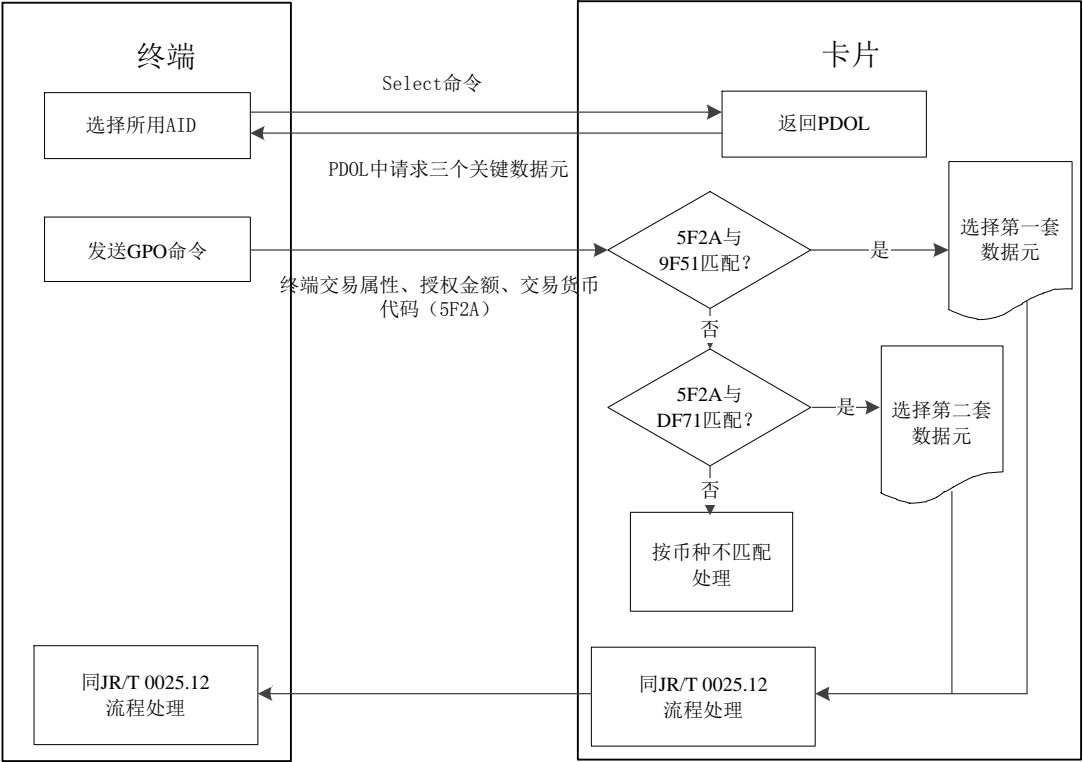 终端
卡片
Select命令
选择所用AID
返回PDOL
PDOL中请求三个关键数据元
发送GPO命令
5F2A与
9F51匹配？
是
选择第一套
数据元
终端交易属性、授权金额、交易货币
代码（5F2A）
否
5F2A与
DF71匹配？
是
选择第二套
数据元
否
按币种不匹配
处理
同JR/T 0025.12
流程处理
同JR/T 0025.12
流程处理